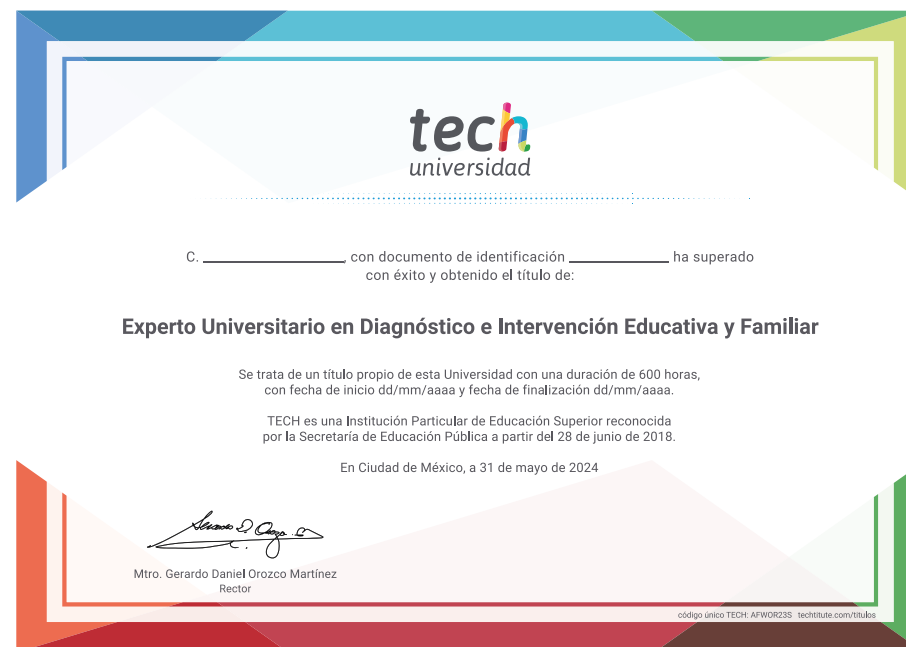 tech
universidad
C. ____________, con documento de identificación ____________ ha superado
con éxito y obtenido el título de:
Experto Universitario en Diagnóstico e Intervención Educativa y Familiar
Se trata de un título propio de esta Universidad con una duración de 600 horas,
con fecha de inicio dd/mm/aaaa y fecha de finalización dd/mm/aaaa.
TECH es una Institución Particular de Educación Superior reconocida
por la Secretaría de Educación Pública a partir del 28 de junio de 2018.
En Ciudad de México, a 31 de mayo de 2024
Mtro. Gerardo Daniel Orozco Martínez
Rector
código único TECH: AFWOR23S techtitute.com/titulos